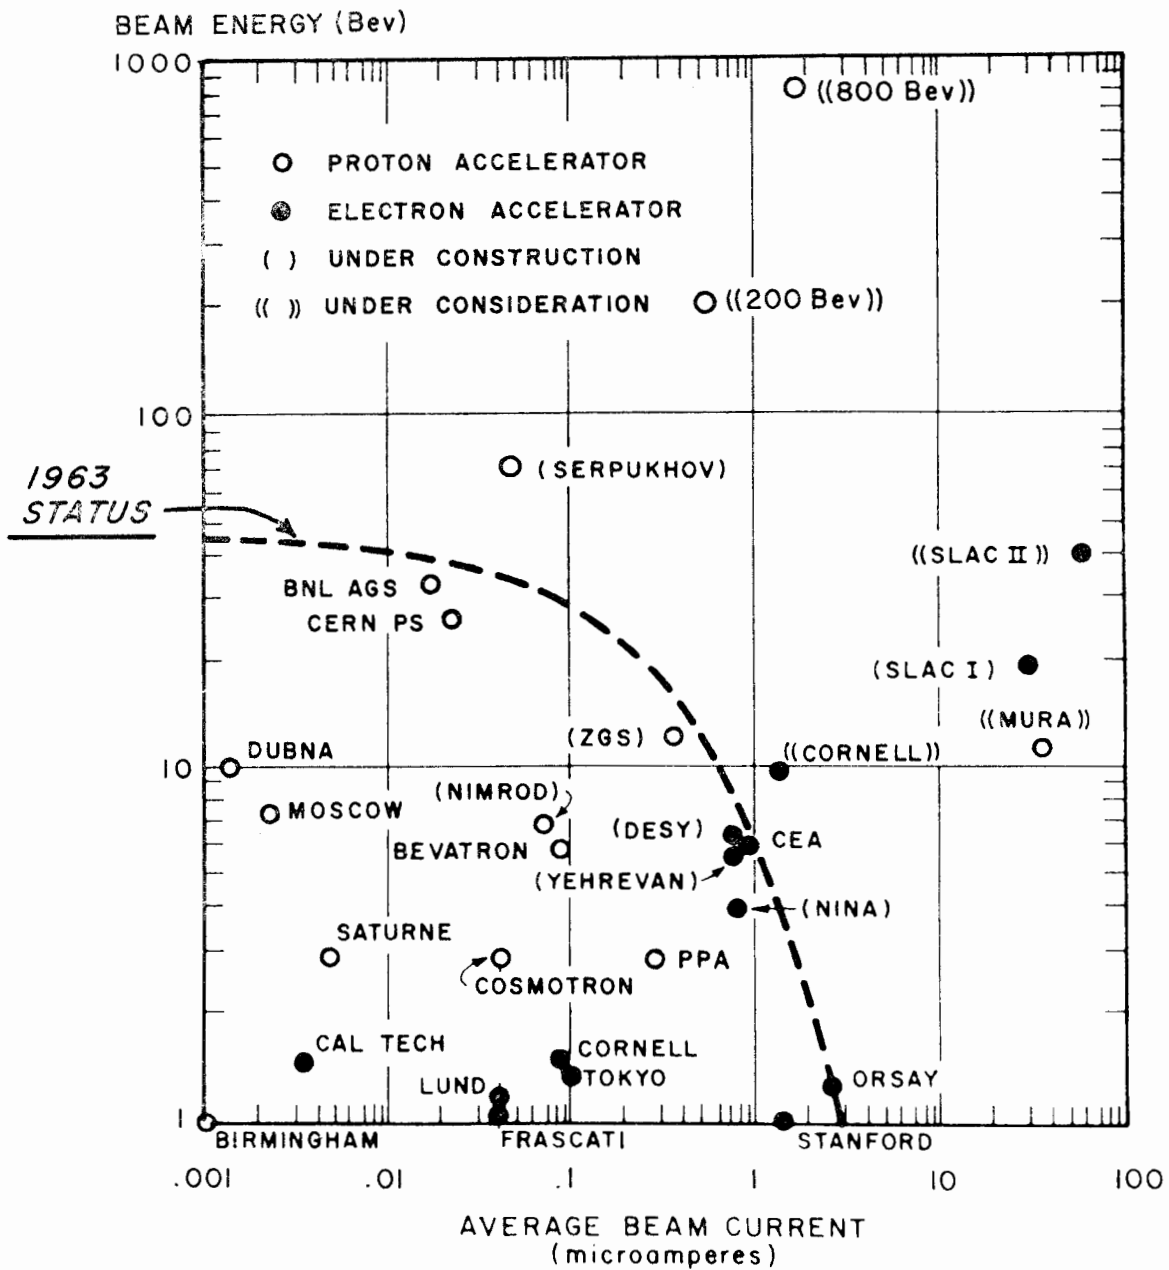 BEAM ENERGY (Bev)
1000
((800 Bev))
O PROTON ACCELERATOR
● ELECTRON ACCELERATOR
( ) UNDER CONSTRUCTION
(( )) UNDER CONSIDERATION
((200 Bev))
100
(SERPUKHOV)
1963
STATUS
((SLAC II))
BNL AGS
CERN PS
(SLAC I)
((MURA))
(ZGS)
((CORNELL))
DUBNA
10
(NIMROD)
MOSCOW
(DESY)
CEA
BEVATRON
(YEHREVAN)
(NINA)
SATURNE
PPA
COSMOTRON
CAL TECH
CORNELL
TOKYO
LUND
ORSAY
1
BIRMINGHAM
FRASCATI
STANFORD
.001 .01 .1 1 10 100
AVERAGE BEAM CURRENT
(microamperes)